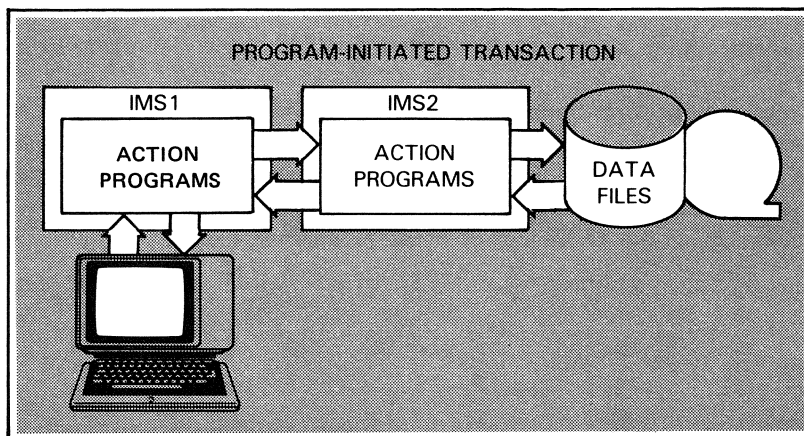 PROGRAM-INITIATED TRANSACTION
IMS1
ACTION
PROGRAMS
IMS2
ACTION
PROGRAMS
DATA
FILES